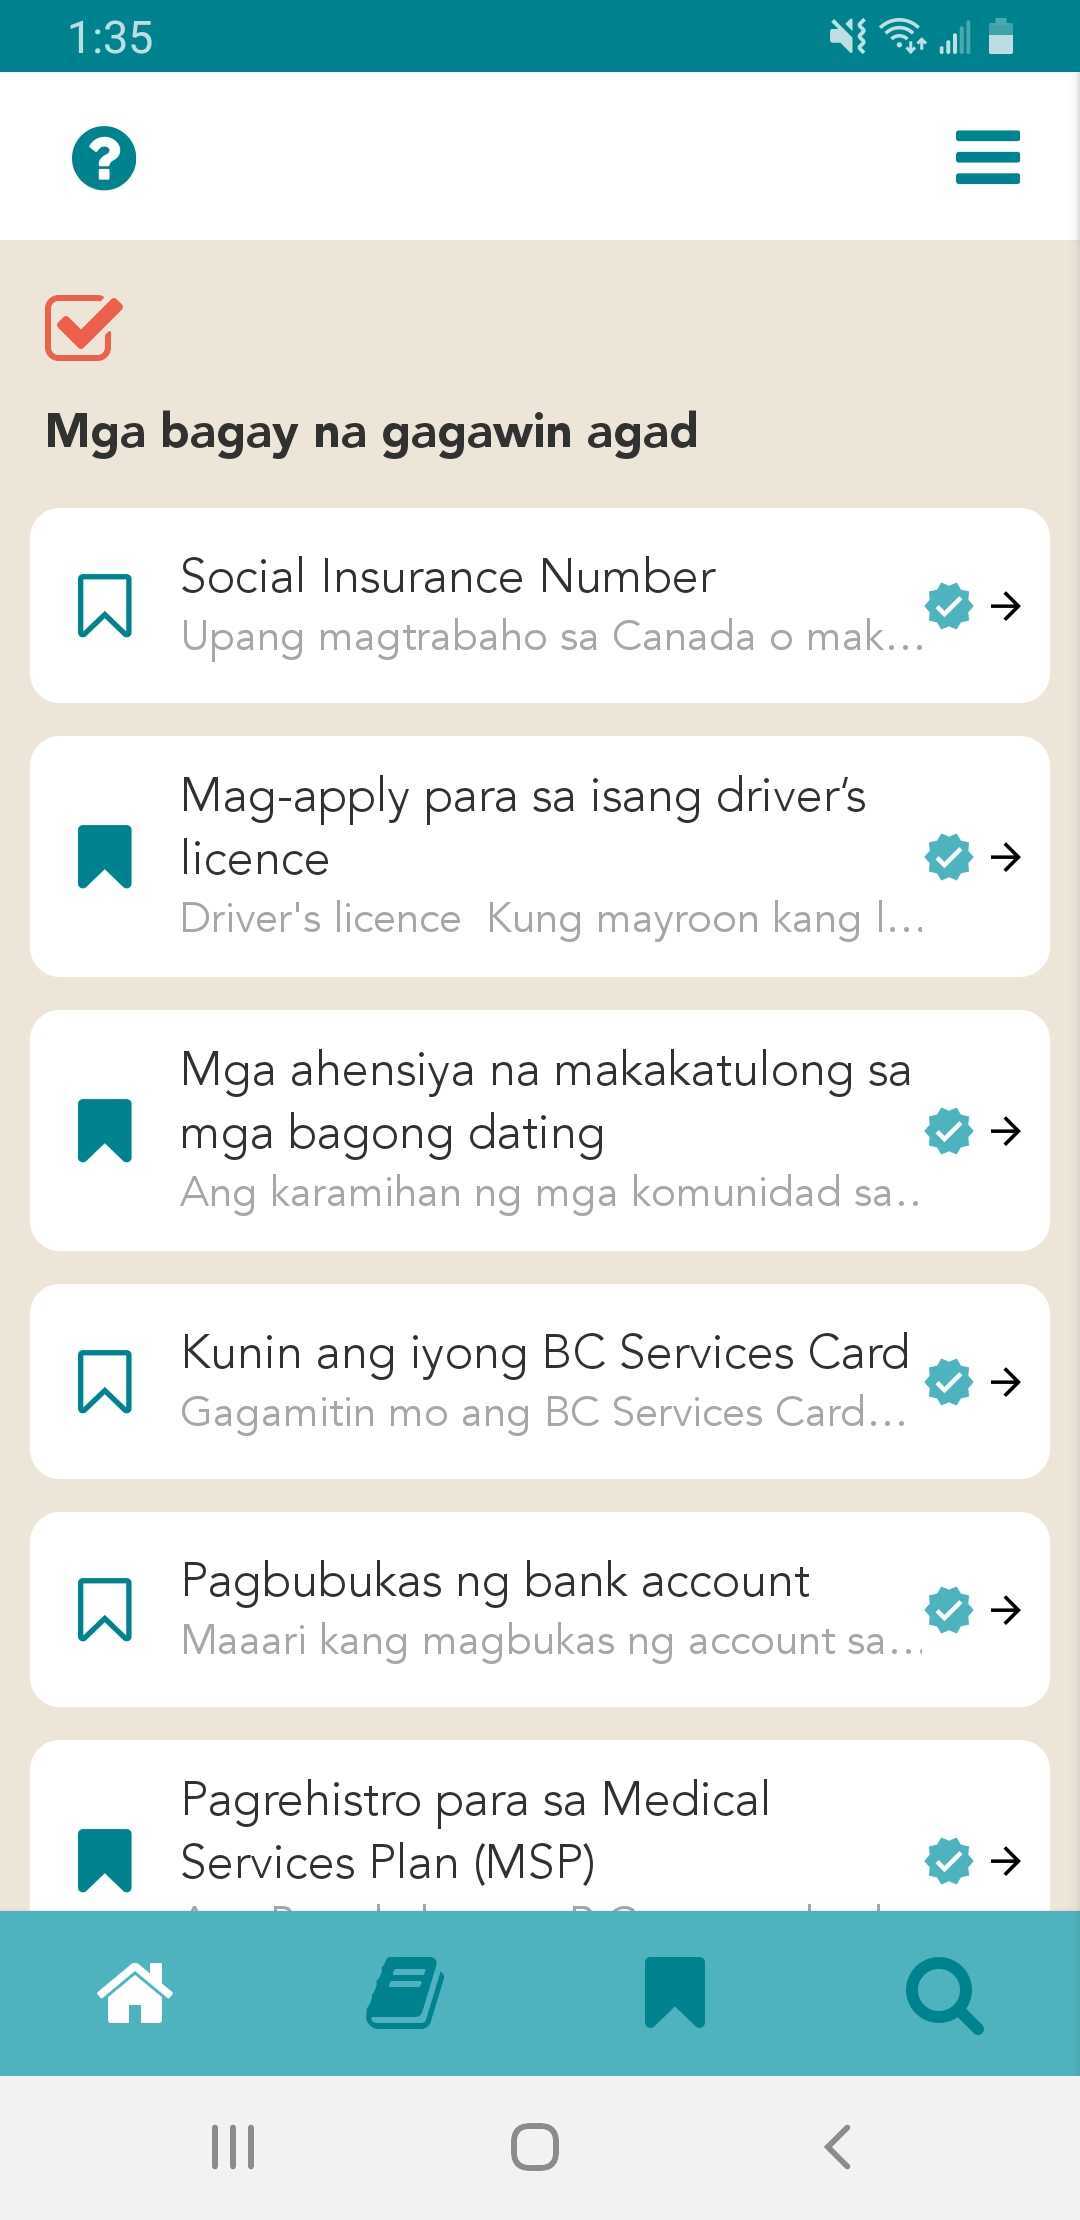 1:35
Mga bagay na gagawin agad
Social Insurance Number
Upang magtrabaho sa Canada o mak...
Mag-apply para sa isang driver’s
licence
Driver's licence  Kung mayroon kang l...
Mga ahensiya na makakatulong sa
mga bagong dating
Ang karamihan ng mga komunidad sa..
Kunin ang iyong BC Services Card
Gagamitin mo ang BC Services Card...
Pagbubukas ng bank account
Maaari kang magbukas ng account sa...
Pagrehistro para sa Medical
Services Plan (MSP)